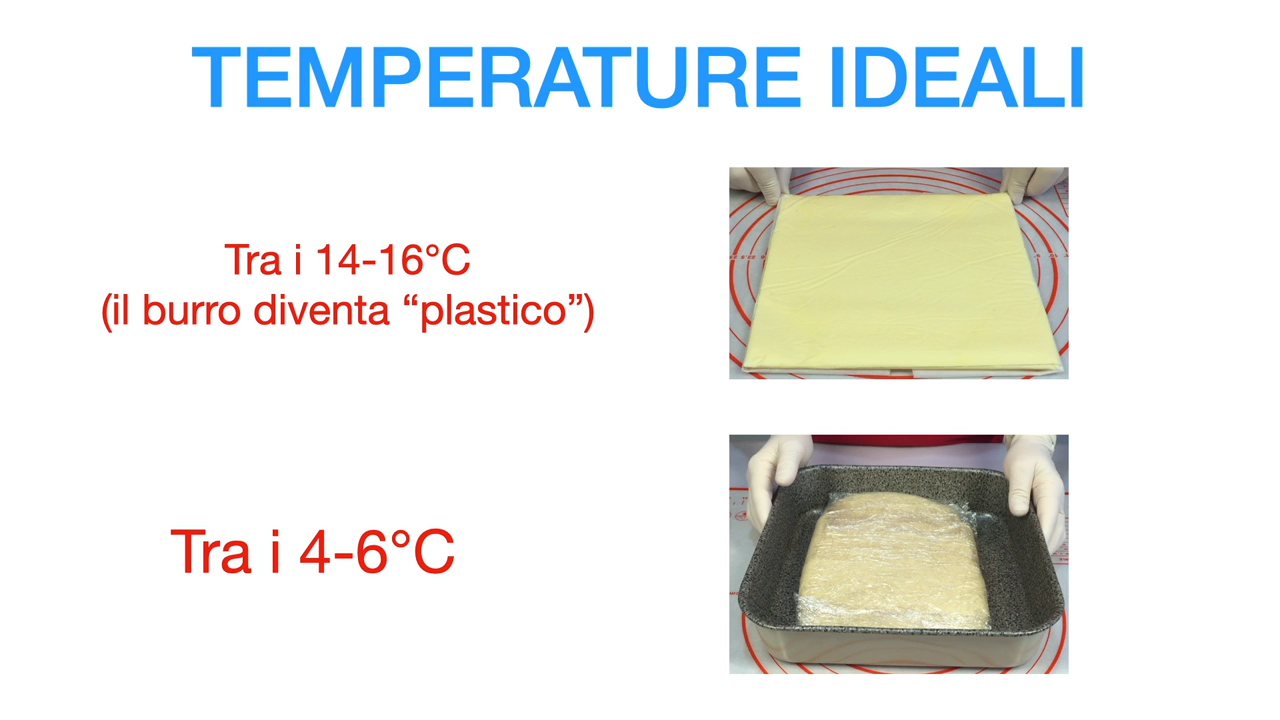 TEMPERATURE IDEALI
Tra i 14-16°C
(il burro diventa “plastico”)
Tra i 4-6°C